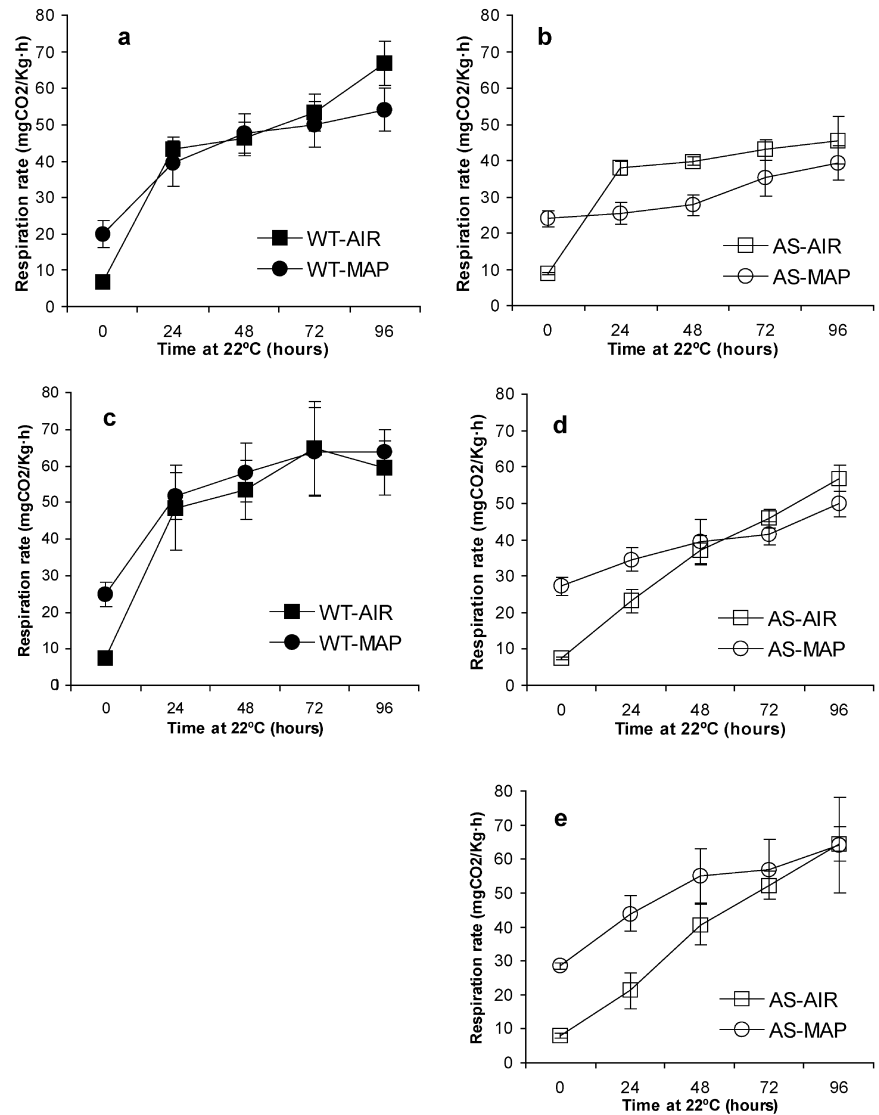 a
Respiration rate (mgCO2/Kg·h)
80
70
60
50
40
30
20
10
0
WT-AIR
WT-MAP
0 24 48 72 96
Time at 22ºC (hours)
b
Respiration rate (mgCO2/Kg·h)
80
70
60
50
40
30
20
10
0
AS-AIR
AS-MAP
0 24 48 72 96
Time at 22ºC (hours)
c
Respiration rate (mgCO2/Kg·h)
80
70
60
50
40
30
20
10
0
WT-AIR
WT-MAP
0 24 48 72 96
Time at 22ºC (hours)
d
Respiration rate (mgCO2/Kg·h)
80
70
60
50
40
30
20
10
0
AS-AIR
AS-MAP
0 24 48 72 96
Time at 22ºC (hours)
e
Respiration rate (mgCO2/Kg·h)
80
70
60
50
40
30
20
10
0
AS-AIR
AS-MAP
0 24 48 72 96
Time at 22ºC (hours)